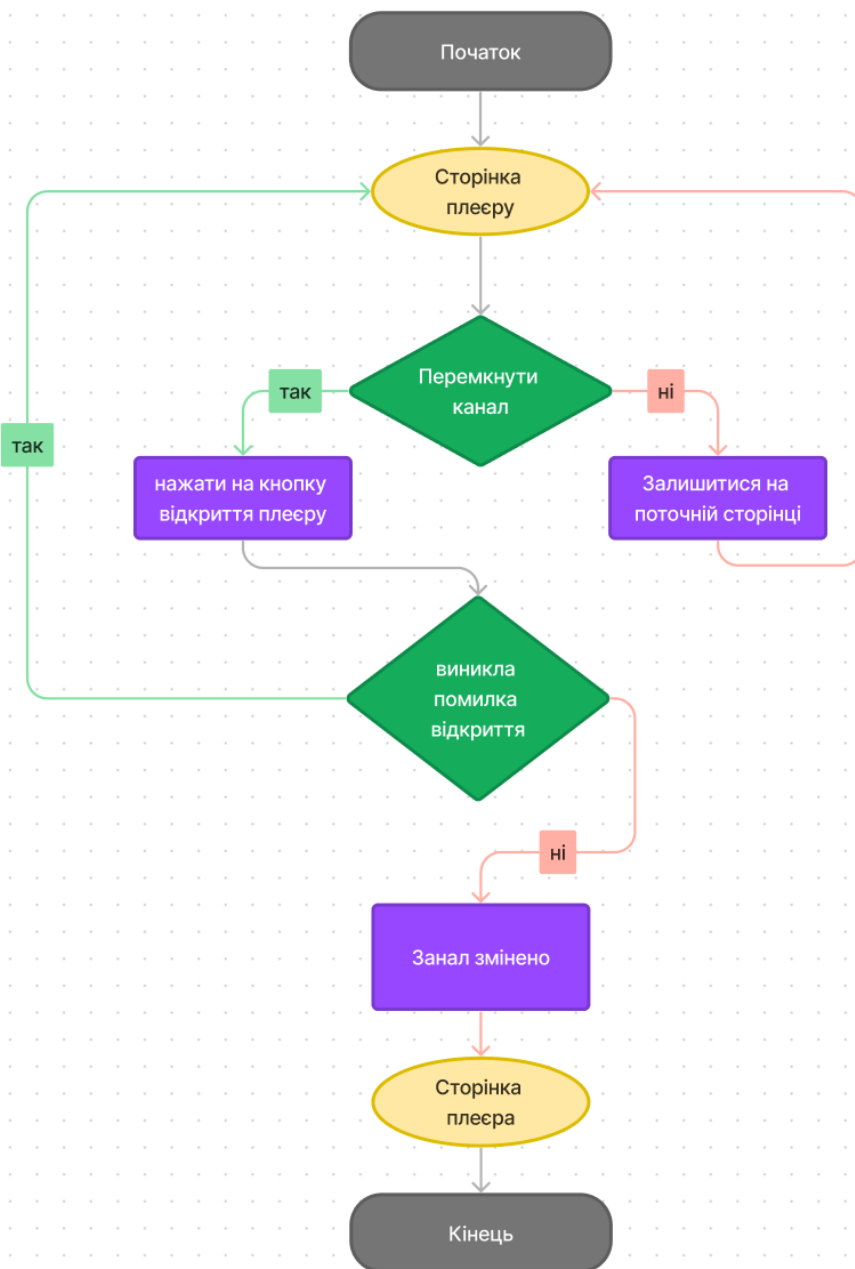 Початок
Сторінка
плеєру
Перемкнути
канал
так
ні
так
нажати на кнопку
відкриття плеєру
Залишитися на
поточній сторінці
виникла
помилка
відкриття
ні
Занал змінено
Сторінка
плеєра
Кінець